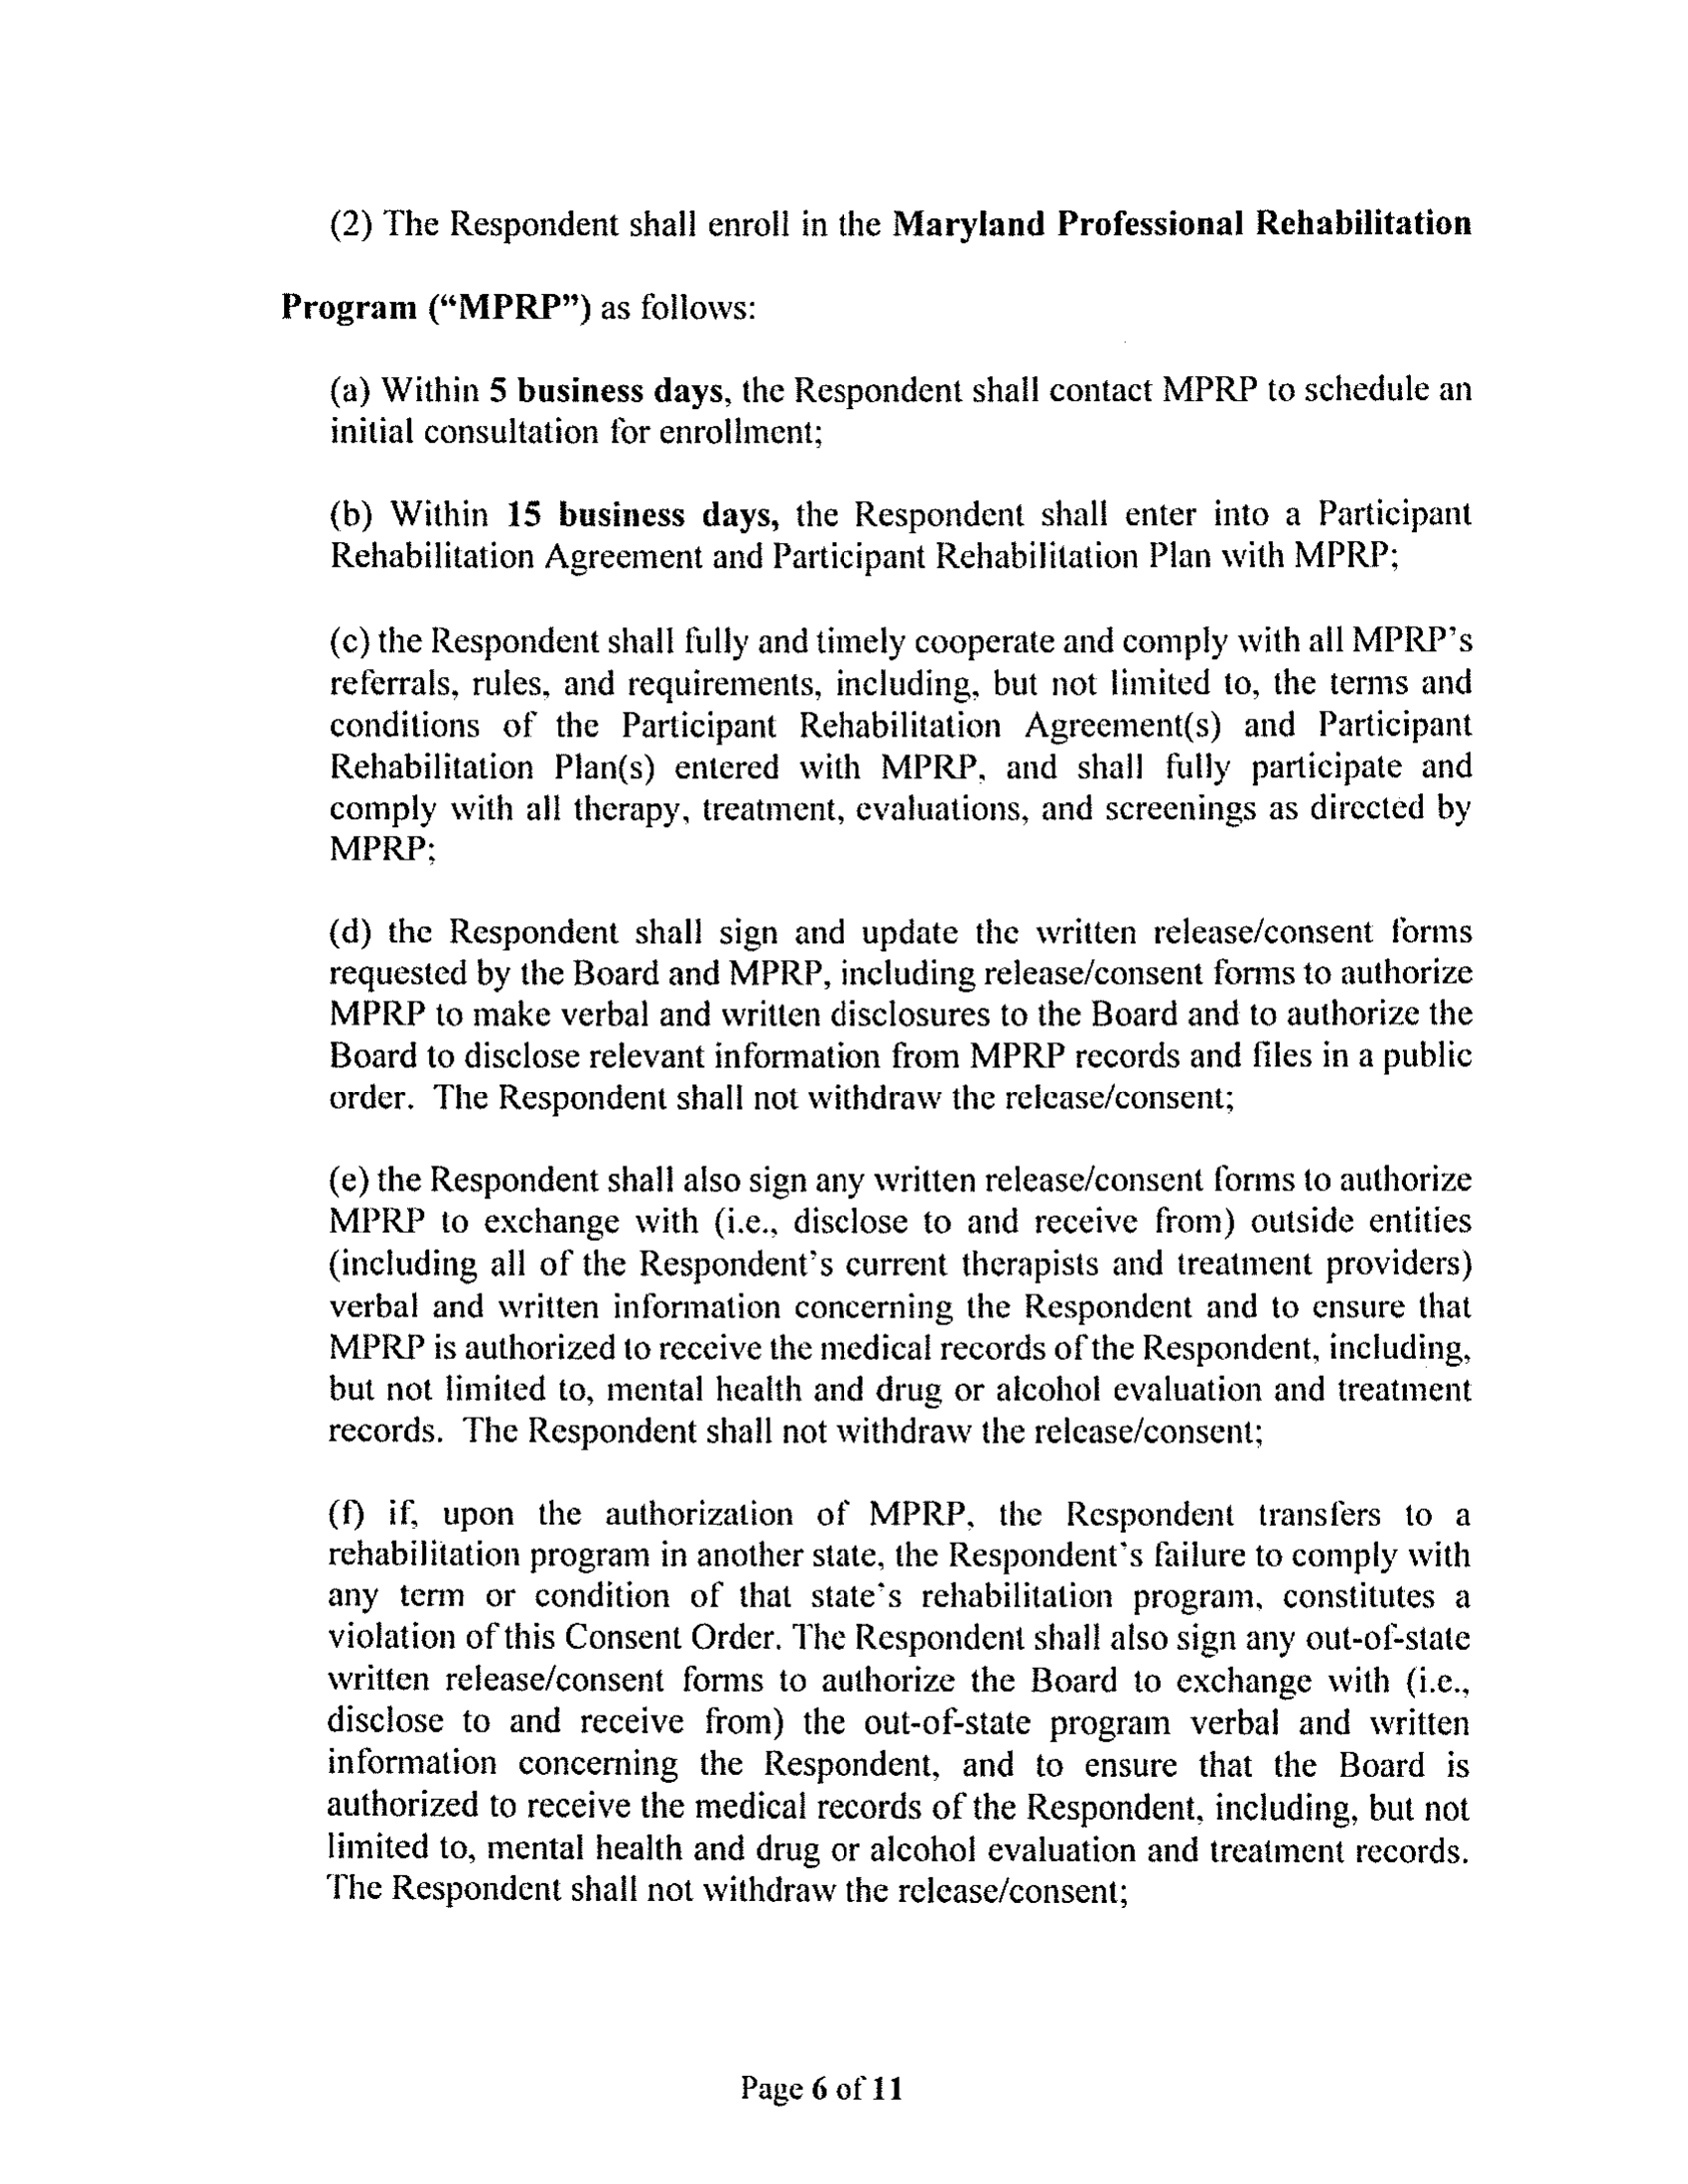 (2) The Respondent shall enroll in the Maryland Professional Rehabilitation
Program (“MPRP”) as follows:
(a) Within 5 business days, the Respondent shall contact MPRP to schedule an
initial consultation for enrollment;
(b) Within 15 business days, the Respondent shall enter into a Participant
Rehabilitation Agreement and Participant Rehabilitation Plan with MPRP;
(c) the Respondent shall fully and timely cooperate and comply with all MPRP’s
referrals, rules, and requirements, including, but not limited to, the terms and
conditions of the Participant Rehabilitation Agreement(s) and Participant
Rehabilitation Plan(s) entered with MPRP, and shall fully participate and
comply with all therapy, treatment, evaluations, and screenings as directed by
MPRP;
(d) the Respondent shall sign and update the written release/consent forms
requested by the Board and MPRP, including release/consent forms to authorize
MPRP to make verbal and written disclosures to the Board and to authorize the
Board to disclose relevant information from MPRP records and files in a public
order. The Respondent shall not withdraw the release/consent;
(e) the Respondent shall also sign any written release/consent forms to authorize
MPRP to exchange with (i.e., disclose to and receive from) outside entities
(including all of the Respondent’s current therapists and treatment providers)
verbal and written information concerning the Respondent and to ensure that
MPRP is authorized to receive the medical records of the Respondent, including,
but not limited to, mental health and drug or alcohol evaluation and treatment
records. The Respondent shall not withdraw the release/consent;
(f) if, upon the authorization of MPRP, the Respondent transfers to a
rehabilitation program in another state, the Respondent’s failure to comply with
any term or condition of that state’s rehabilitation program, constitutes a
violation of this Consent Order. The Respondent shall also sign any out-of-state
written release/consent forms to authorize the Board to exchange with (i.e.,
disclose to and receive from) the out-of-state program verbal and written
information concerning the Respondent, and to ensure that the Board is
authorized to receive the medical records of the Respondent, including, but not
limited to, mental health and drug or alcohol evaluation and treatment records.
The Respondent shall not withdraw the release/consent;
Page 6 of 11